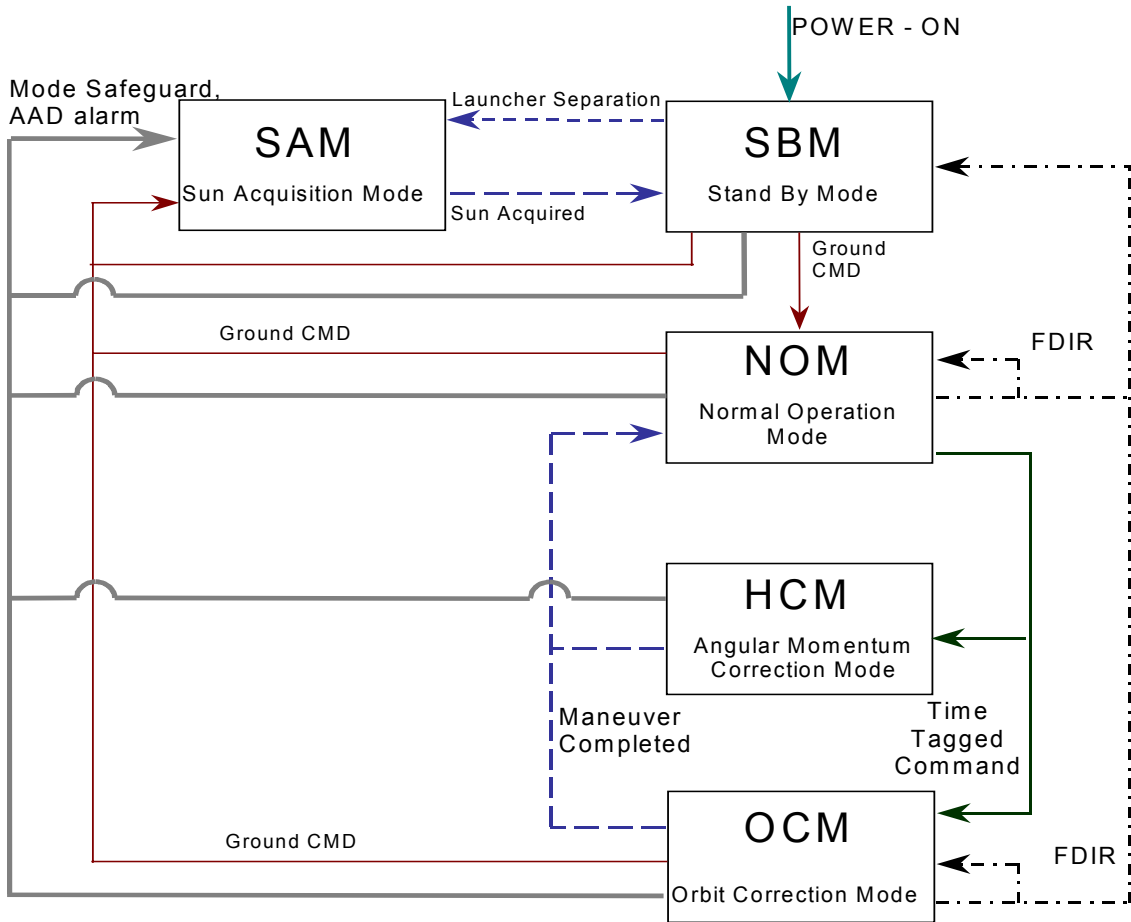 POWER - ON
Mode Safeguard,
AAD alarm
Launcher Separation
SAM
Sun Acquisition Mode
SBM
Stand By Mode
Sun Acquired
Ground
CMD
Ground CMD
NOM
Normal Operation
Mode
FDIR
HCM
Angular Momentum
Correction Mode
Maneuver
Completed
Time
Tagged
Command
OCM
Orbit Correction Mode
Ground CMD
FDIR